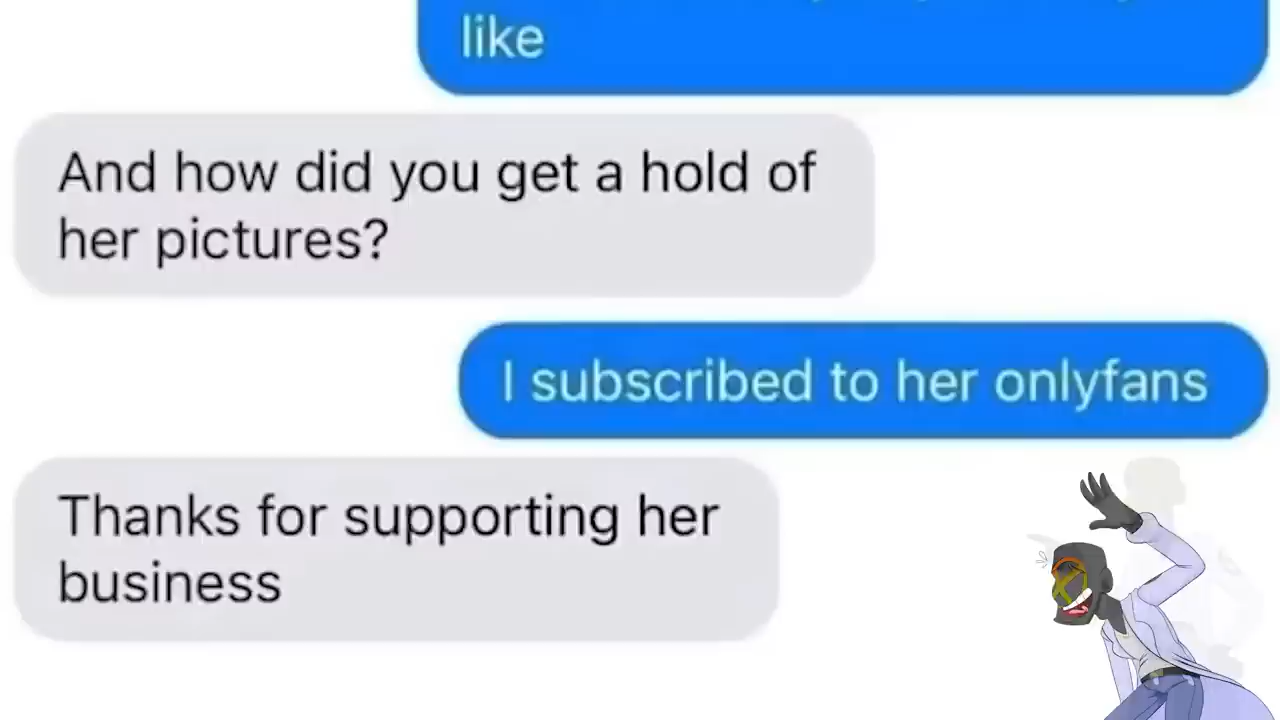 like
And how did you get a hold of
her pictures?
I subscribed to her onlyfans
Thanks for supporting her
business